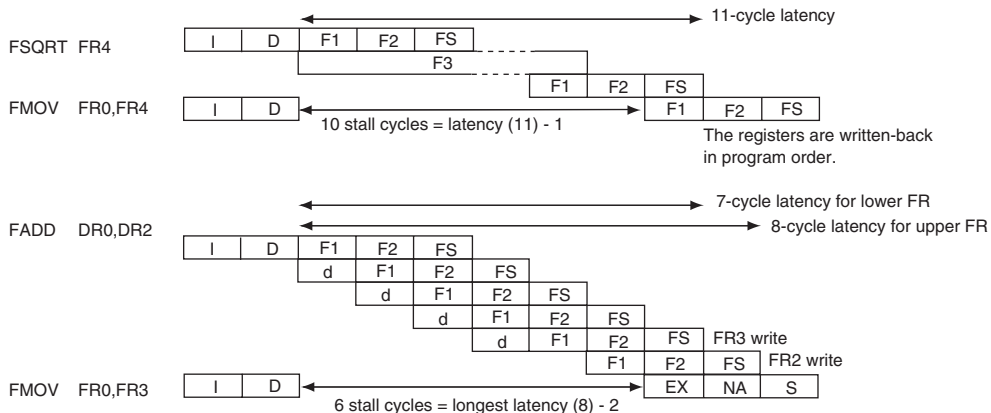 11-cycle latency
FSQRT FR4 I D F1 F2 FS
F3
F1 F2 FS
FMOV FR0,FR4 I D F1 F2 FS
10 stall cycles = latency (11) - 1
The registers are written-back
in program order.
7-cycle latency for lower FR
8-cycle latency for upper FR
FADD DR0,DR2 I D F1 F2 FS
d F1 F2 FS
d F1 F2 FS
d F1 F2 FS
d F1 F2 FS FR3 write
F1 F2 FS FR2 write
FMOV FR0,FR3 I D EX NA S
6 stall cycles = longest latency (8) - 2